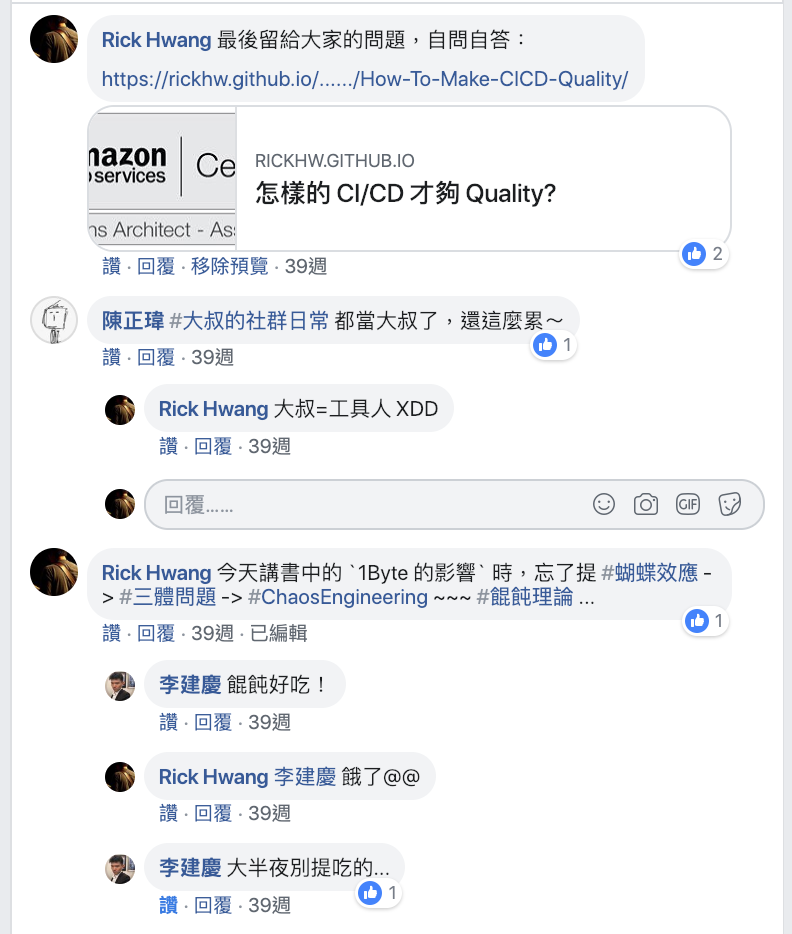 Rick Hwang 最後留給大家的問題，自問自答：
https://rickhw.github.io/....../How-To-Make-CICD-Quality/
mazon
services
Ce
ns Architect - Ass
RICKHW.GITHUB.IO
怎樣的 CI/CD 才夠 Quality?
2
讚 · 回覆 · 移除預覽 · 39週
陳正瑋 #大叔的社群日常 都當大叔了，還這麼累～
1
讚 · 回覆 · 39週
Rick Hwang 大叔=工具人 XDD
讚 · 回覆 · 39週
回覆......
GIF
Rick Hwang 今天講書中的 `1Byte 的影響` 時，忘了提 #蝴蝶效應 -
> #三體問題 -> #ChaosEngineering ~~~ #餛飩理論 ...
1
讚 · 回覆 · 39週 · 已編輯
李建慶 餛飩好吃！
讚 · 回覆 · 39週
Rick Hwang 李建慶 餓了@@
讚 · 回覆 · 39週
李建慶 大半夜別提吃的...
1
讚 · 回覆 · 39週